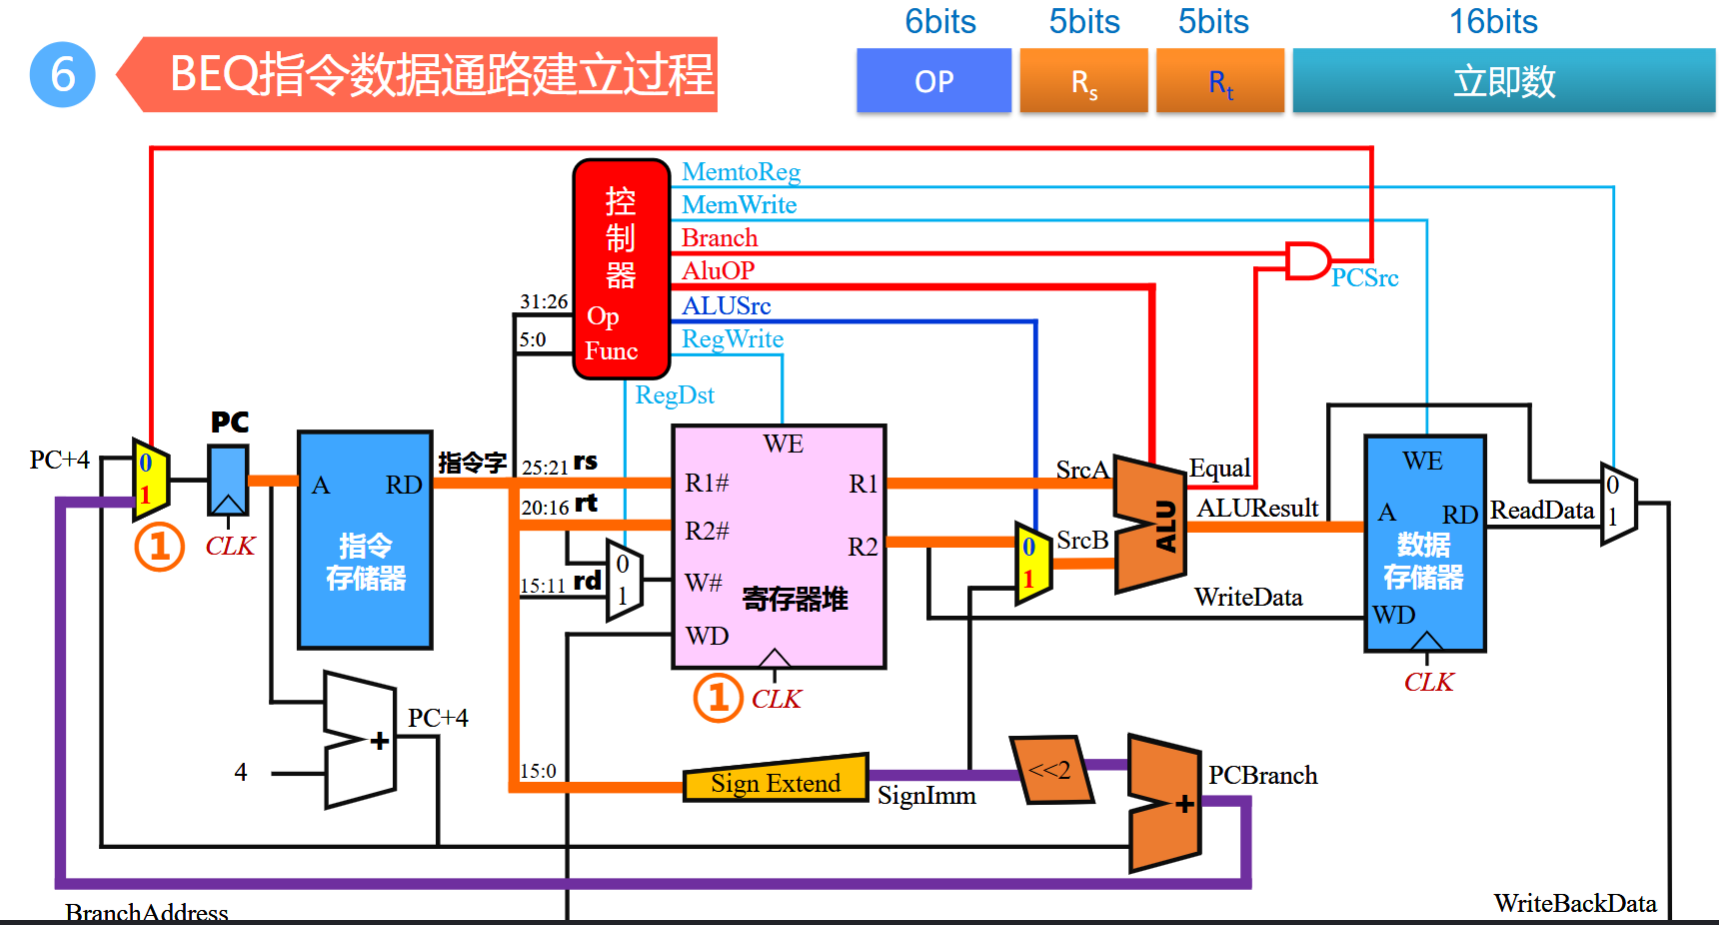 6bits 5bits 5bits 16bits
6 BEQ指令数据通路建立过程
OP Rs Rt 立即数
MemtoReg
控制器
MemWrite
Branch
AluOP
PCSrc
31:26 Op
ALUSrc
5:0 Func
RegWrite
RegDst
PC
WE
PC+4 0
指令字 25:21 rs
1
A RD
R1# R1
SrcA
Equal
WE
0
20:16 rt
R2# R2
0 SrcB
1
ALU
ALUResult
A RD ReadData
1
① CLK
指令
存储器
0
1
15:11 rd
W#
寄存器堆
WriteData
数据
存储器
WD
WD
① CLK
CLK
PC+4
+
4
15:0
Sign Extend
SignImm
<<2
+
PCBranch
BranchAddress
WriteBackData